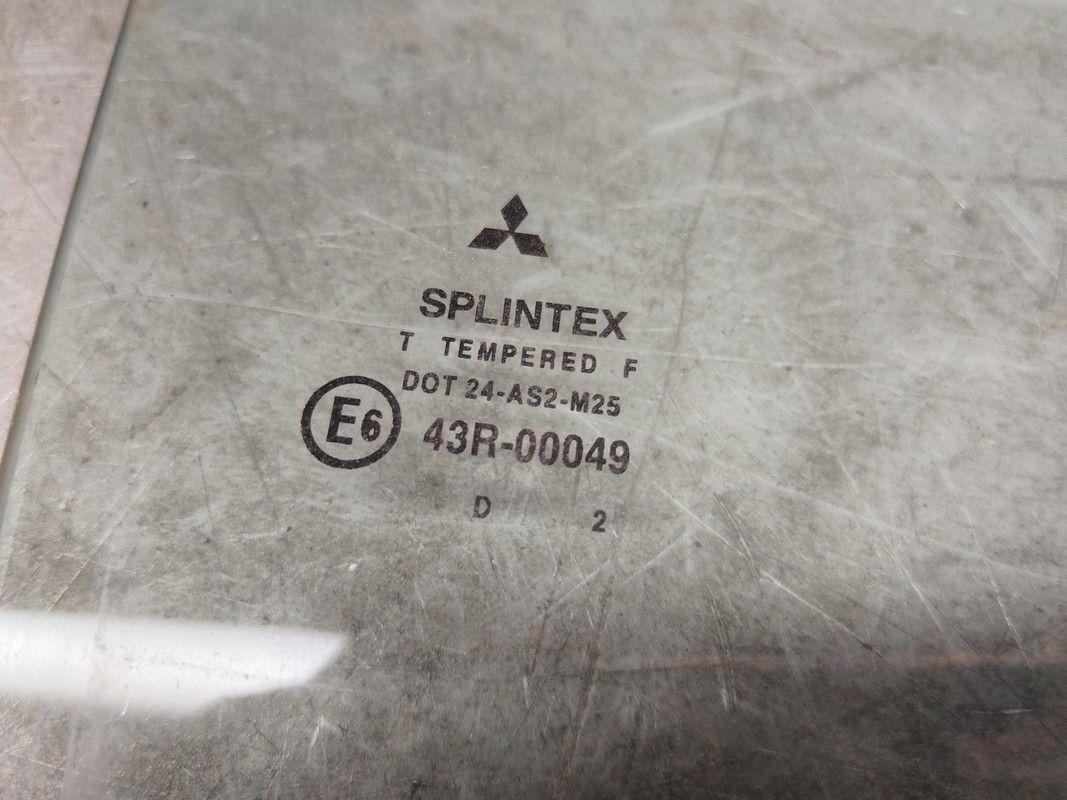 SPLINTEX
T TEMPERED F
DOT 24-AS2-M25
E6 43R-00049
D 2